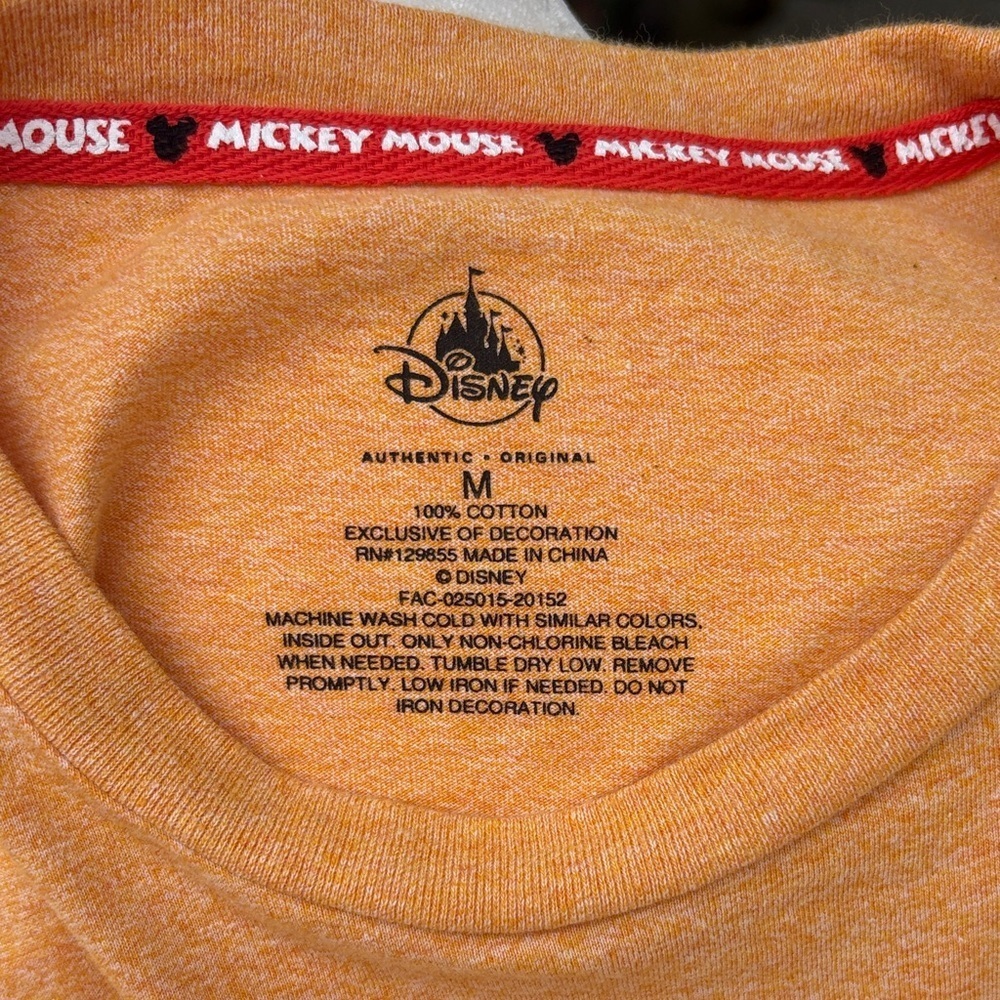 MOUSE MICKEY MOUSE MICKEY MOUSE MICKEY
DISNEY
AUTHENTIC • ORIGINAL
M
100% COTTON
EXCLUSIVE OF DECORATION
RN#129855 MADE IN CHINA
© DISNEY
FAC-025015-20152
MACHINE WASH COLD WITH SIMILAR COLORS,
INSIDE OUT. ONLY NON-CHLORINE BLEACH
WHEN NEEDED. TUMBLE DRY LOW. REMOVE
PROMPTLY. LOW IRON IF NEEDED. DO NOT
IRON DECORATION.